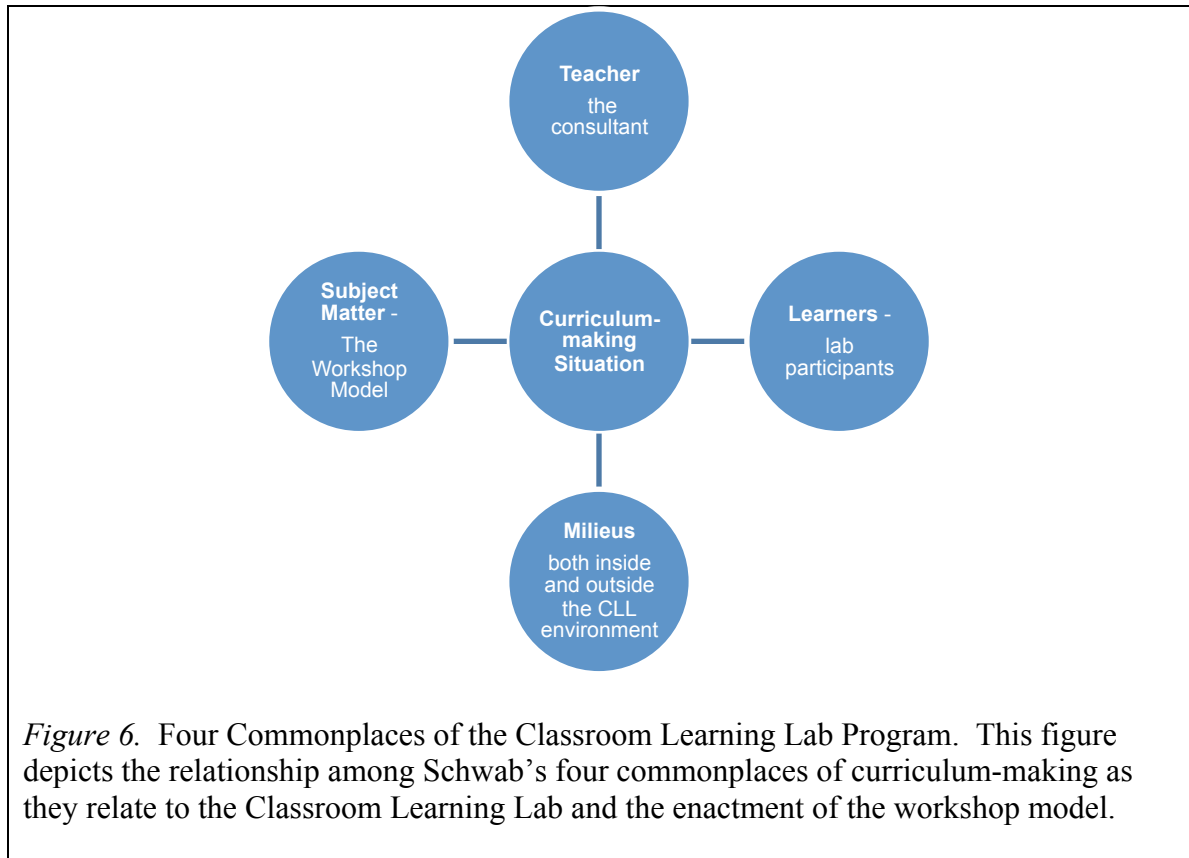 Teacher
the
consultant
Subject
Matter -
The
Workshop
Model
Curriculum-
making
Situation
Learners -
lab
participants
Milieus
both inside
and outside
the CLL
environment
Figure 6.  Four Commonplaces of the Classroom Learning Lab Program.  This figure
depicts the relationship among Schwab’s four commonplaces of curriculum-making as
they relate to the Classroom Learning Lab and the enactment of the workshop model.